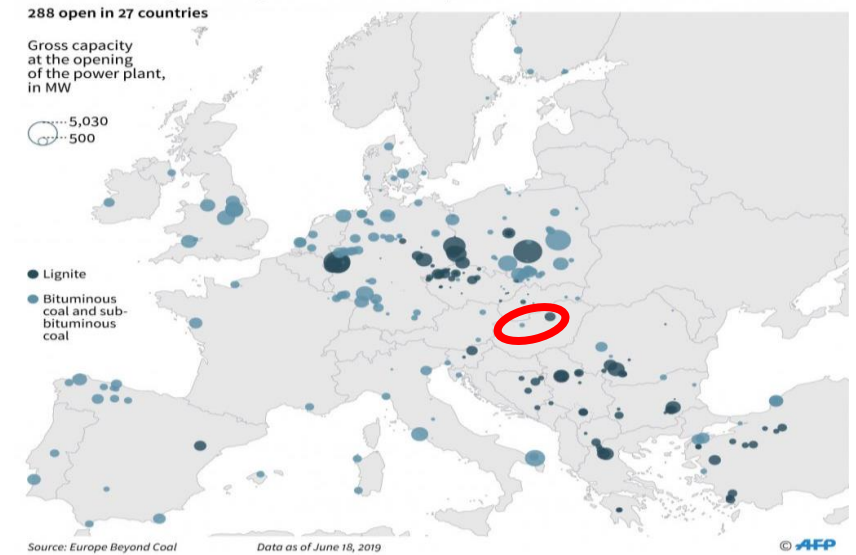 288 open in 27 countries
Gross capacity
at the opening
of the power plant,
in MW
5,030
500
Lignite
Bituminous
coal and sub-
bituminous
coal
Source: Europe Beyond Coal
Data as of June 18, 2019
© AFP